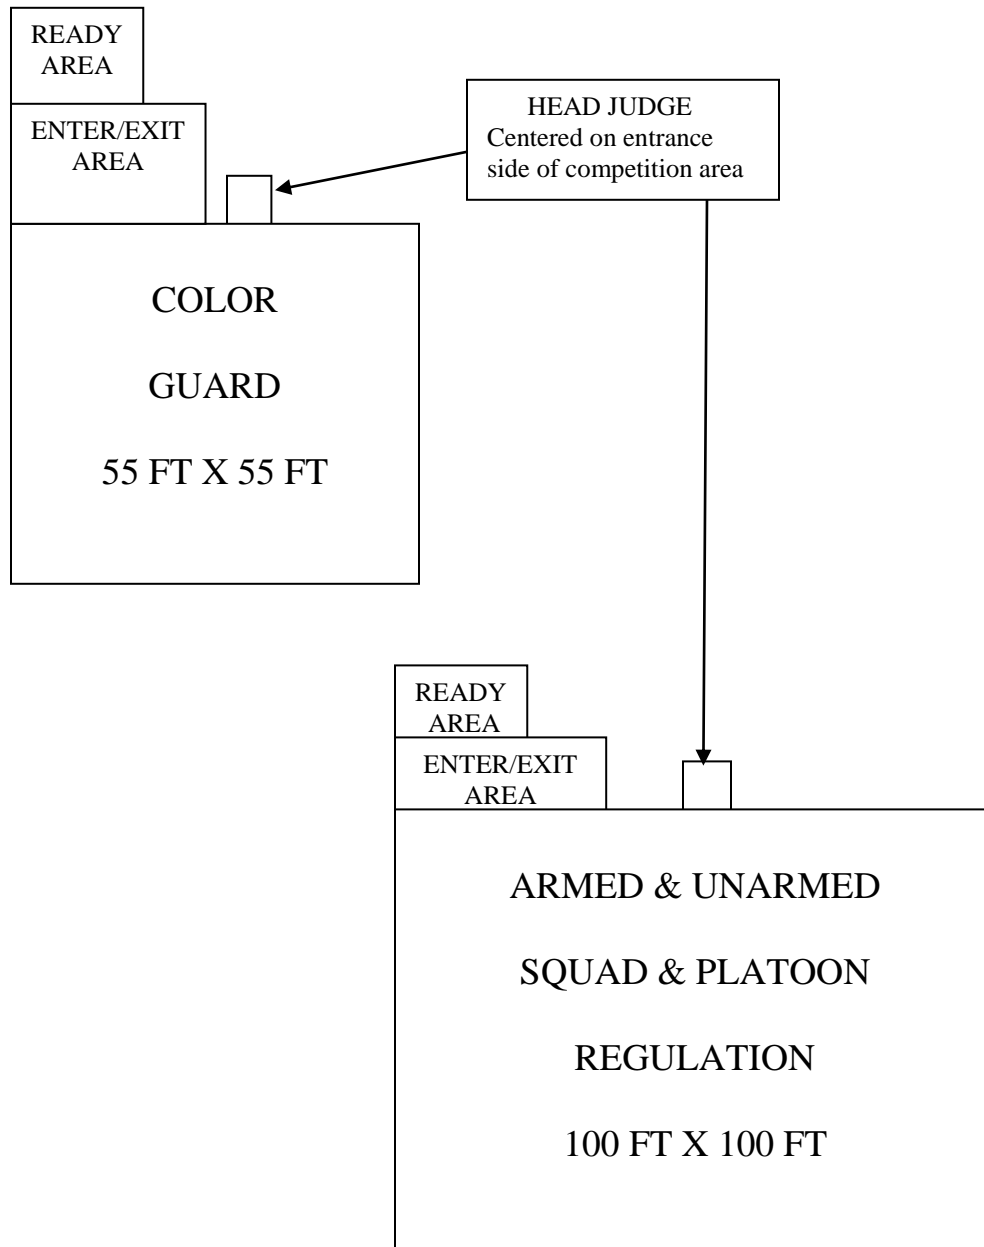 READY
AREA
ENTER/EXIT
AREA
HEAD JUDGE
Centered on entrance
side of competition area
COLOR
GUARD
55 FT X 55 FT
READY
AREA
ENTER/EXIT
AREA
ARMED & UNARMED
SQUAD & PLATOON
REGULATION
100 FT X 100 FT